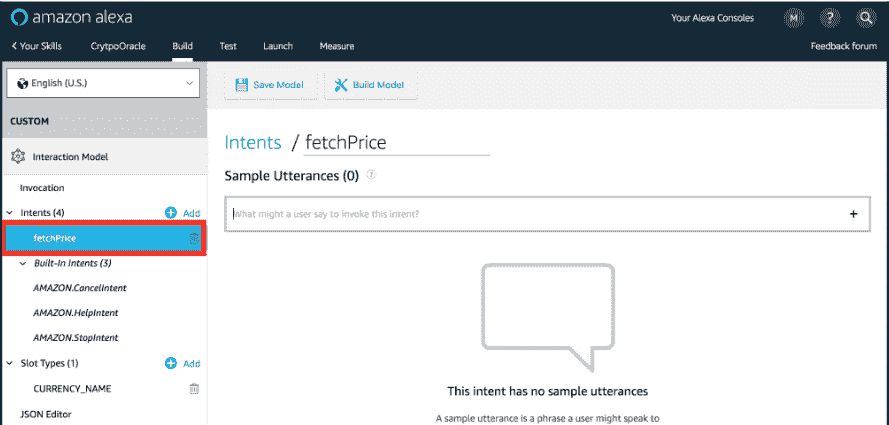 amazon alexa
Your Alexa Consoles M ?
< Your Skills CrytpoOracle Build Test Launch Measure Feedback forum
English (U.S.)
Save Model Build Model
CUSTOM
Interaction Model
Intents / fetchPrice
Sample Utterances (0) ?
Invocation
Intents (4) + Add
What might a user say to invoke this intent? +
fetchPrice
Built-In Intents (3)
AMAZON.CancelIntent
AMAZON.HelpIntent
AMAZON.StopIntent
Slot Types (1) + Add
CURRENCY_NAME
JSON Editor
This intent has no sample utterances
A sample utterance is a phrase a user might speak to